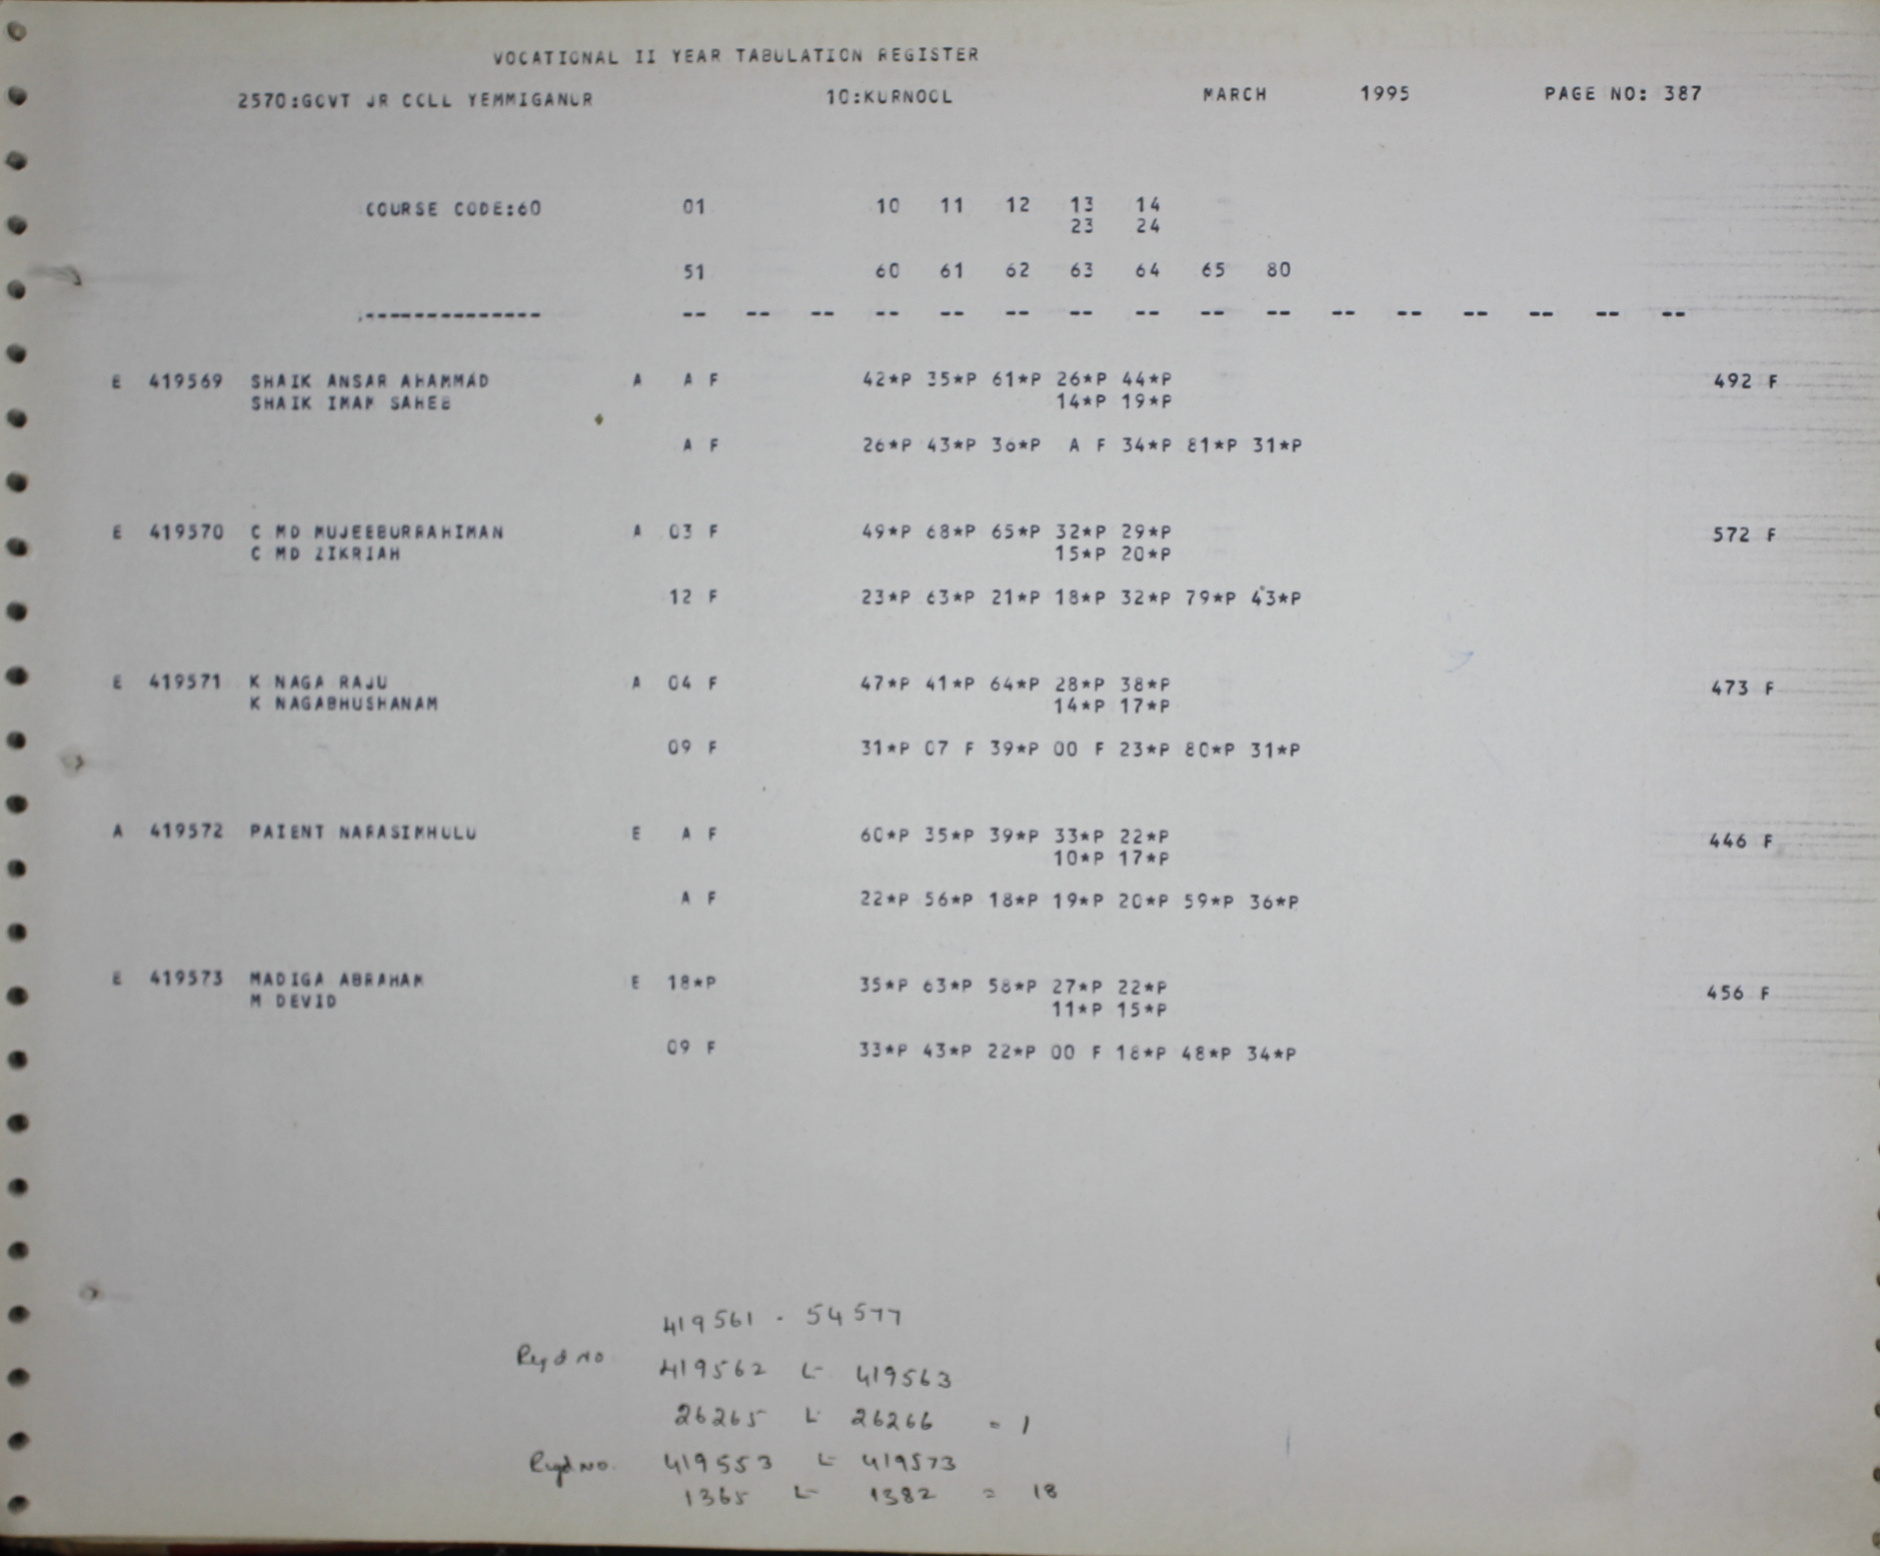 VOCATIONAL II YEAR TABULATION REGISTER
2570:GOVT JR COLL YEMMIGANUR 10:KURNOOL MARCH 1995 PAGE NO: 387
COURSE CODE:60 01 10 11 12 13 14
23 24
51 60 61 62 63 64 65 80
-------------- -- -- -- -- -- -- -- -- -- -- -- -- -- -- -- --
E 419569 SHAIK ANSAR AHAMMAD A A F 42*P 35*P 61*P 26*P 44*P 492 F
SHAIK IMAM SAHEB 14*P 19*P
A F 26*P 43*P 36*P A F 34*P 81*P 31*P
E 419570 C MD MUJEEBURRAHIMAN A 03 F 49*P 68*P 65*P 32*P 29*P 572 F
C MD ZIKRIAH 15*P 20*P
12 F 23*P 63*P 21*P 18*P 32*P 79*P 43*P
E 419571 K NAGA RAJU A 04 F 47*P 41*P 64*P 28*P 38*P 473 F
K NAGABHUSHANAM 14*P 17*P
09 F 31*P 07 F 39*P 00 F 23*P 80*P 31*P
A 419572 PAIENT NARASIMHULU E A F 60*P 35*P 39*P 33*P 22*P 446 F
10*P 17*P
A F 22*P 56*P 18*P 19*P 20*P 59*P 36*P
E 419573 MADIGA ABRAHAM E 18*P 35*P 63*P 58*P 27*P 22*P 456 F
M DEVID 11*P 15*P
09 F 33*P 43*P 22*P 00 F 18*P 48*P 34*P
419561 - 54577
Regd No 419562 L- 419563
26265 L- 26266 = 1
Regd No. 419553 L- 419573
1365 L- 1382 = 18